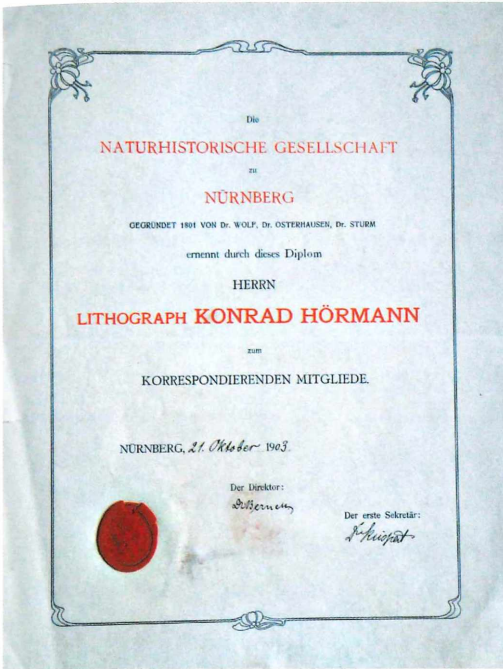 Die
NATURHISTORISCHE GESELLSCHAFT
zu
NÜRNBERG
GEGRÜNDET 1801 VON Dr. WOLF, Dr. OSTERHAUSEN, Dr. STURM
ernennt durch dieses Diplom
HERRN
LITHOGRAPH KONRAD HÖRMANN
zum
KORRESPONDIERENDEN MITGLIEDE.
NÜRNBERG, 21. Oktober 1903.
Der Direktor:
Der erste Sekretär: